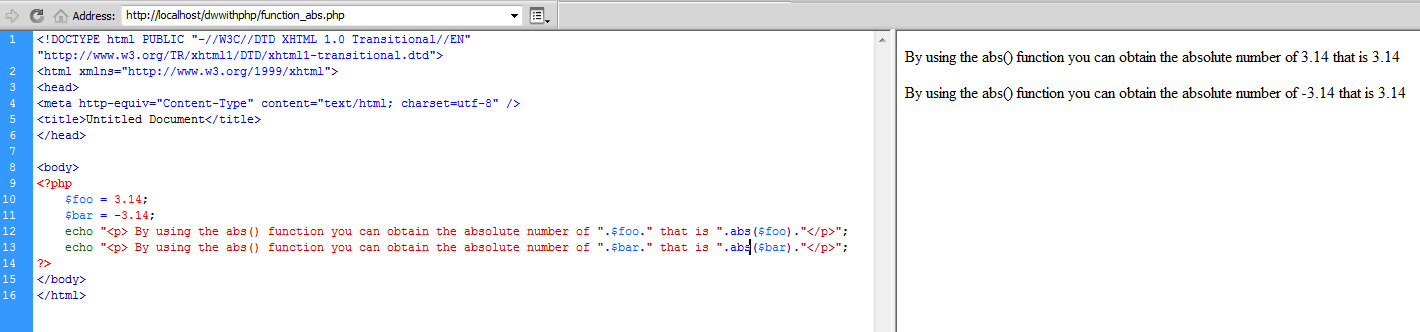 Address: http://localhost/dwwithphp/function_abs.php
1 <!DOCTYPE html PUBLIC "-//W3C//DTD XHTML 1.0 Transitional//EN"
"http://www.w3.org/TR/xhtml1/DTD/xhtml1-transitional.dtd">
2 <html xmlns="http://www.w3.org/1999/xhtml">
3 <head>
4 <meta http-equiv="Content-Type" content="text/html; charset=utf-8" />
5 <title>Untitled Document</title>
6 </head>
7
8 <body>
9 <?php
10 $foo = 3.14;
11 $bar = -3.14;
12 echo "<p> By using the abs() function you can obtain the absolute number of ".$foo." that is ".abs($foo)."</p>";
13 echo "<p> By using the abs() function you can obtain the absolute number of ".$bar." that is ".abs($bar)."</p>";
14 ?>
15 </body>
16 </html>
By using the abs() function you can obtain the absolute number of 3.14 that is 3.14
By using the abs() function you can obtain the absolute number of -3.14 that is 3.14